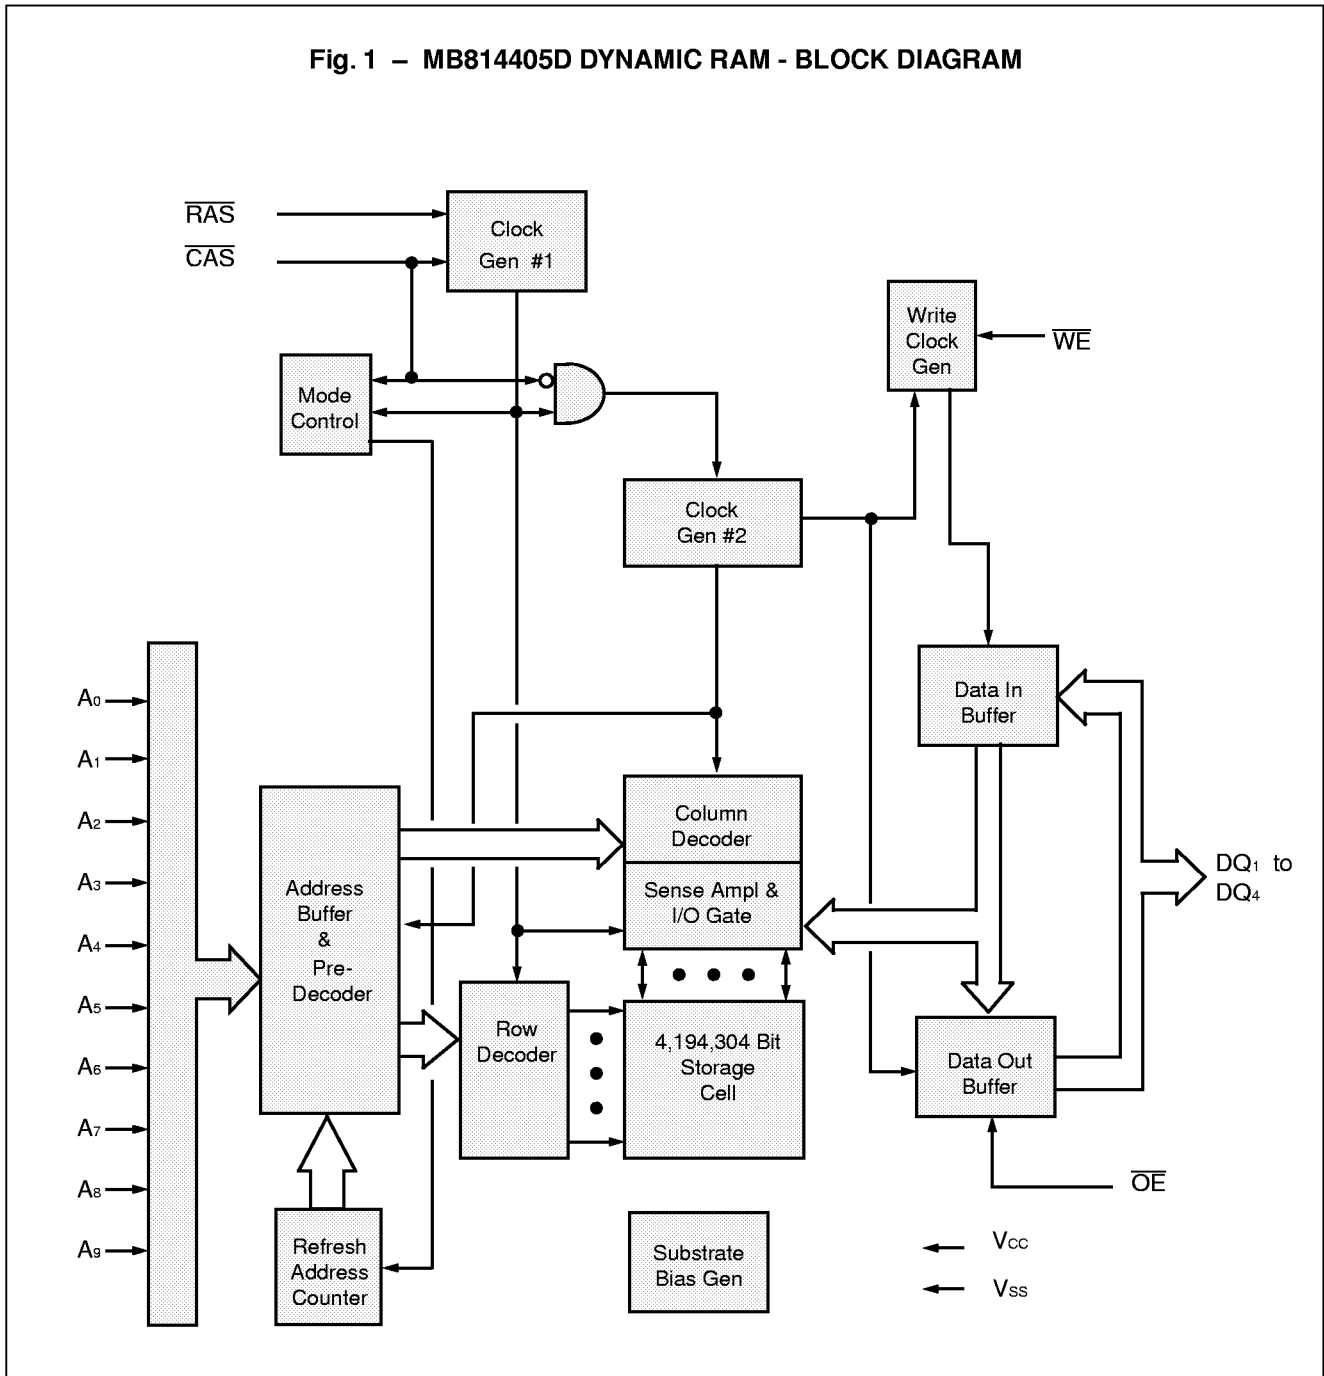 Fig. 1 – MB814405D DYNAMIC RAM - BLOCK DIAGRAM
RAS
CAS
Clock
Gen #1
Write
Clock
Gen
WE
Mode
Control
Clock
Gen #2
A0
A1
A2
A3
A4
A5
A6
A7
A8
A9
Address
Buffer
&
Pre-
Decoder
Column
Decoder
Sense Ampl &
I/O Gate
Data In
Buffer
DQ1 to
DQ4
Row
Decoder
4,194,304 Bit
Storage
Cell
Data Out
Buffer
OE
Refresh
Address
Counter
Substrate
Bias Gen
VCC
VSS